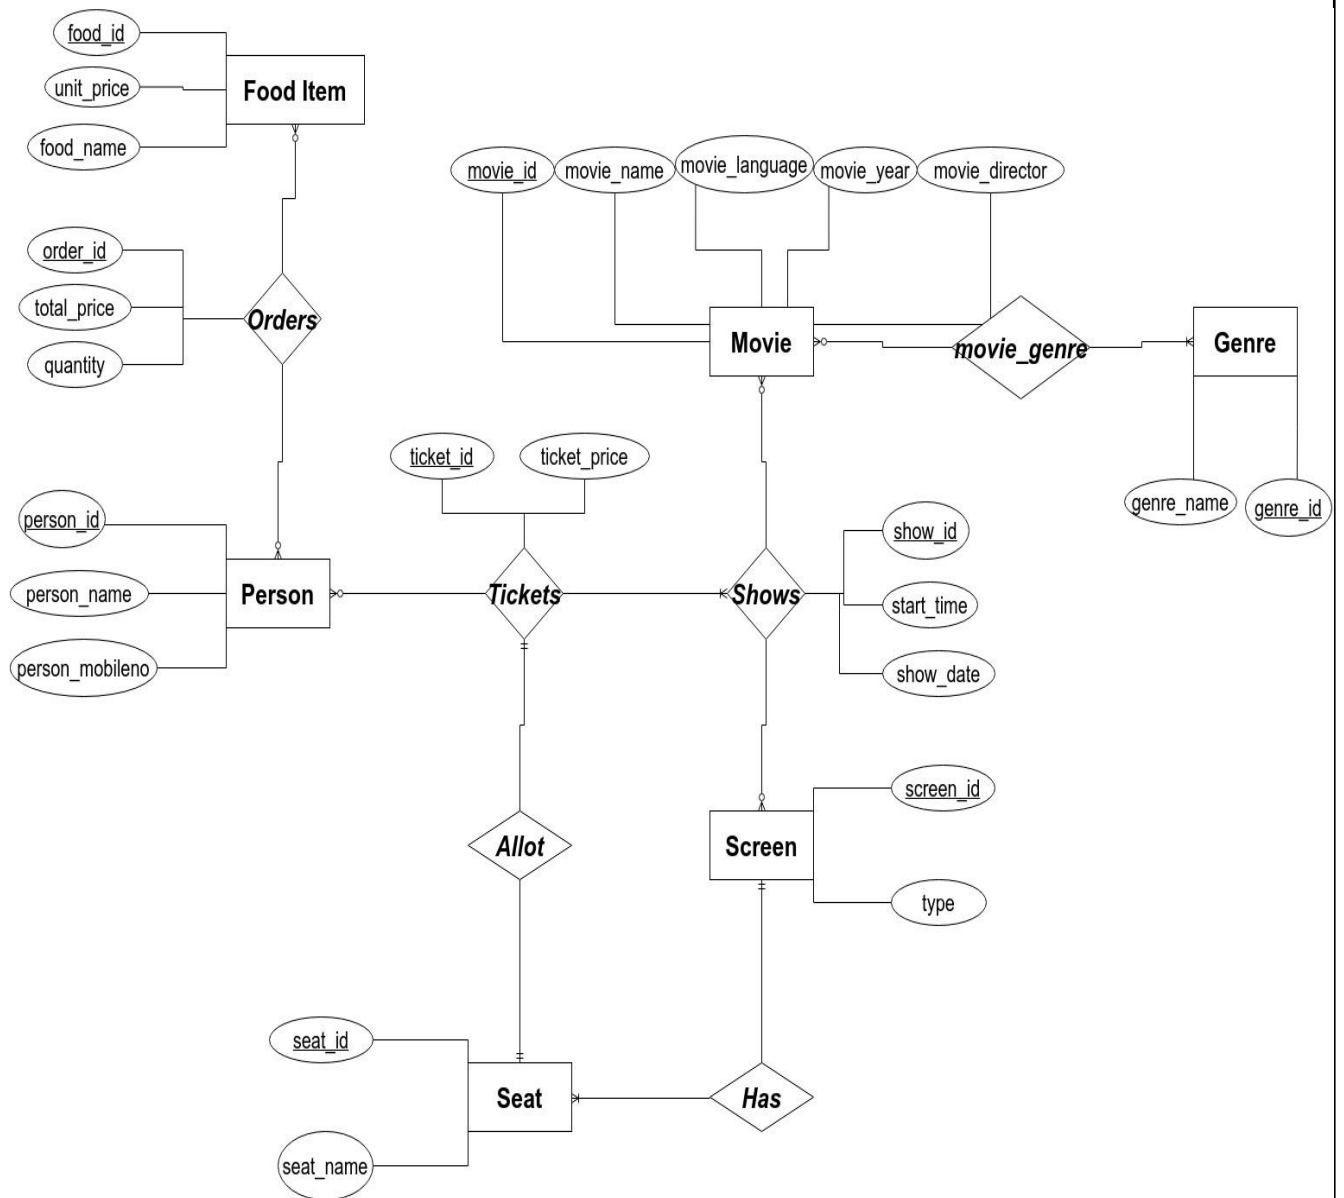 food_id
unit_price
Food Item
food_name
movie_id
movie_name
movie_language
movie_year
movie_director
order_id
total_price
quantity
Orders
Movie
movie_genre
Genre
genre_name
genre_id
ticket_id
ticket_price
person_id
person_name
person_mobileno
Person
Tickets
Shows
show_id
start_time
show_date
Allot
Screen
screen_id
type
seat_id
Seat
seat_name
Has